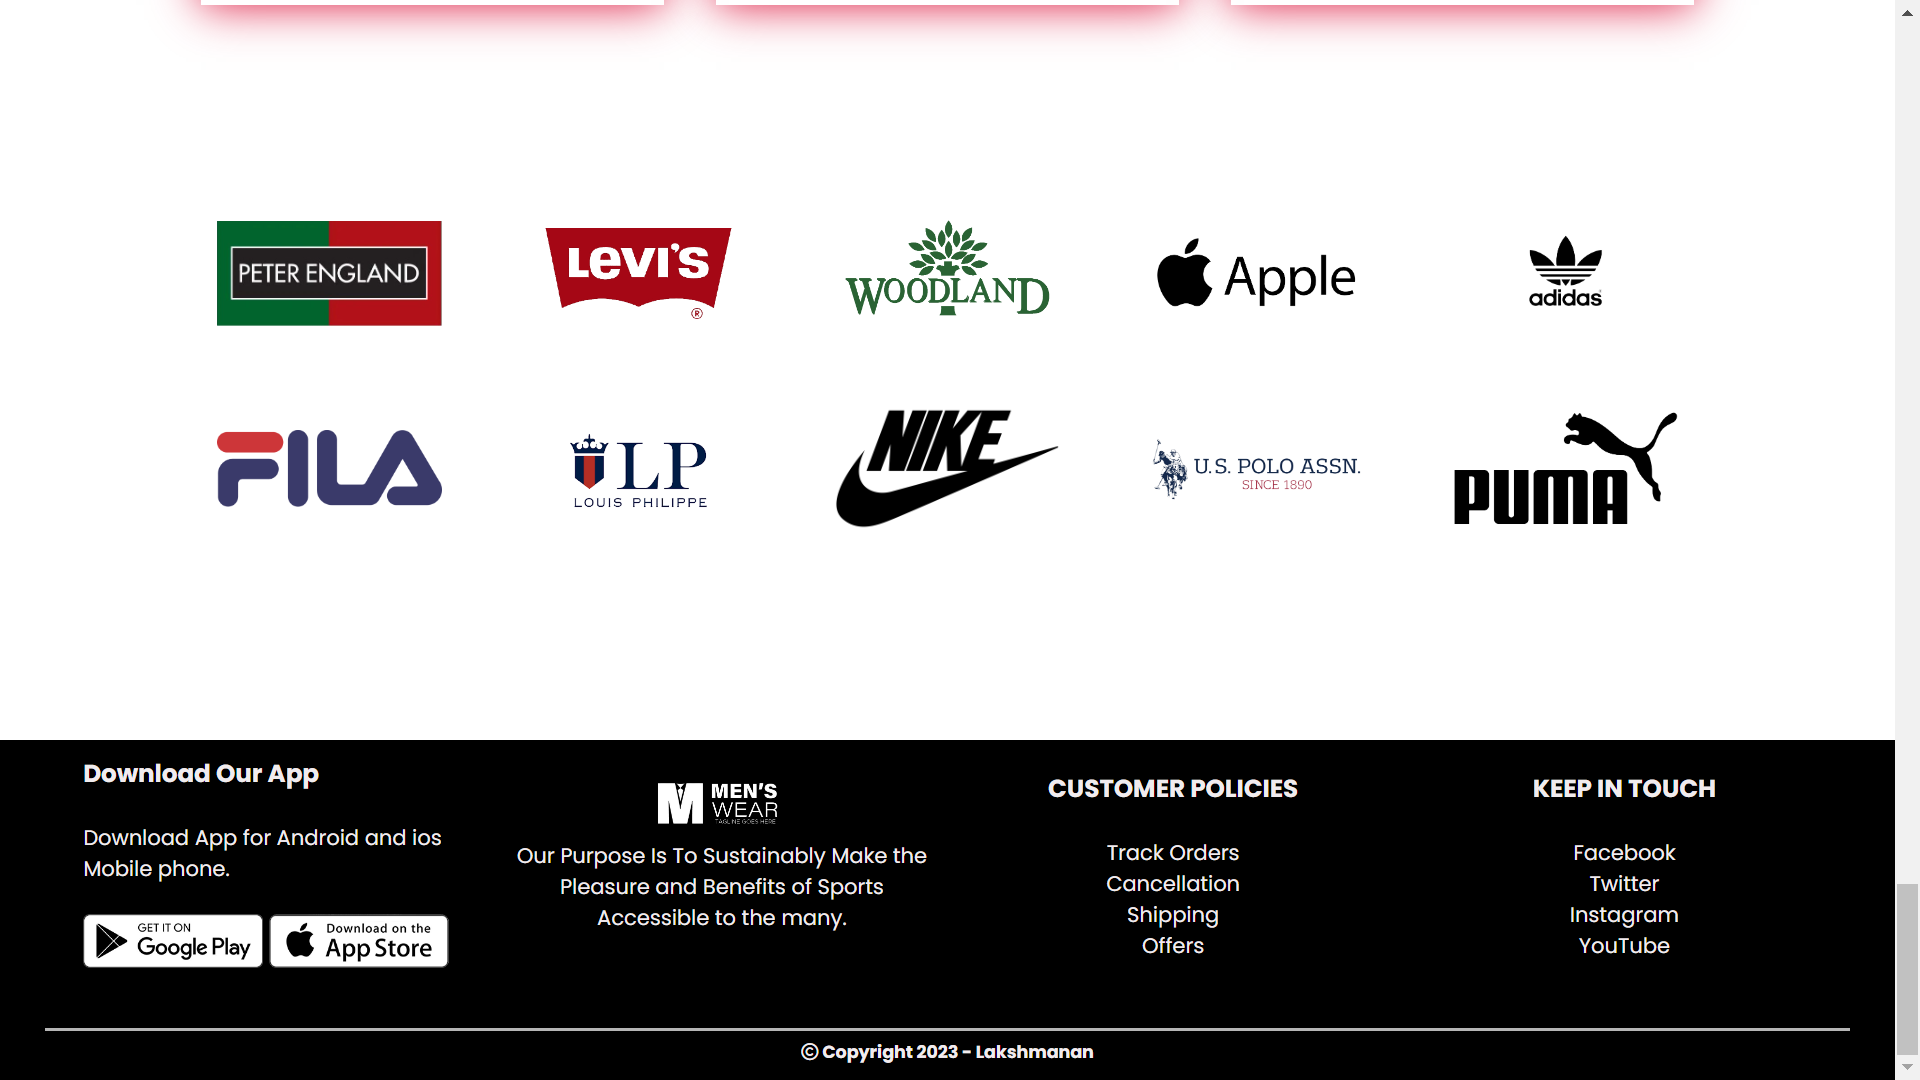 PETER ENGLAND
LEVI'S
®
WOODLAND
Apple
adidas
FILA
LP
LOUIS PHILIPPE
NIKE
U.S. POLO ASSN.
SINCE 1890
PUMA
Download Our App
Download App for Android and ios
Mobile phone.
GET IT ON
Google Play
Download on the
App Store
MEN'S
WEAR
TAGLINE GOES HERE
Our Purpose Is To Sustainably Make the
Pleasure and Benefits of Sports
Accessible to the many.
CUSTOMER POLICIES
Track Orders
Cancellation
Shipping
Offers
KEEP IN TOUCH
Facebook
Twitter
Instagram
YouTube
© Copyright 2023 - Lakshmanan